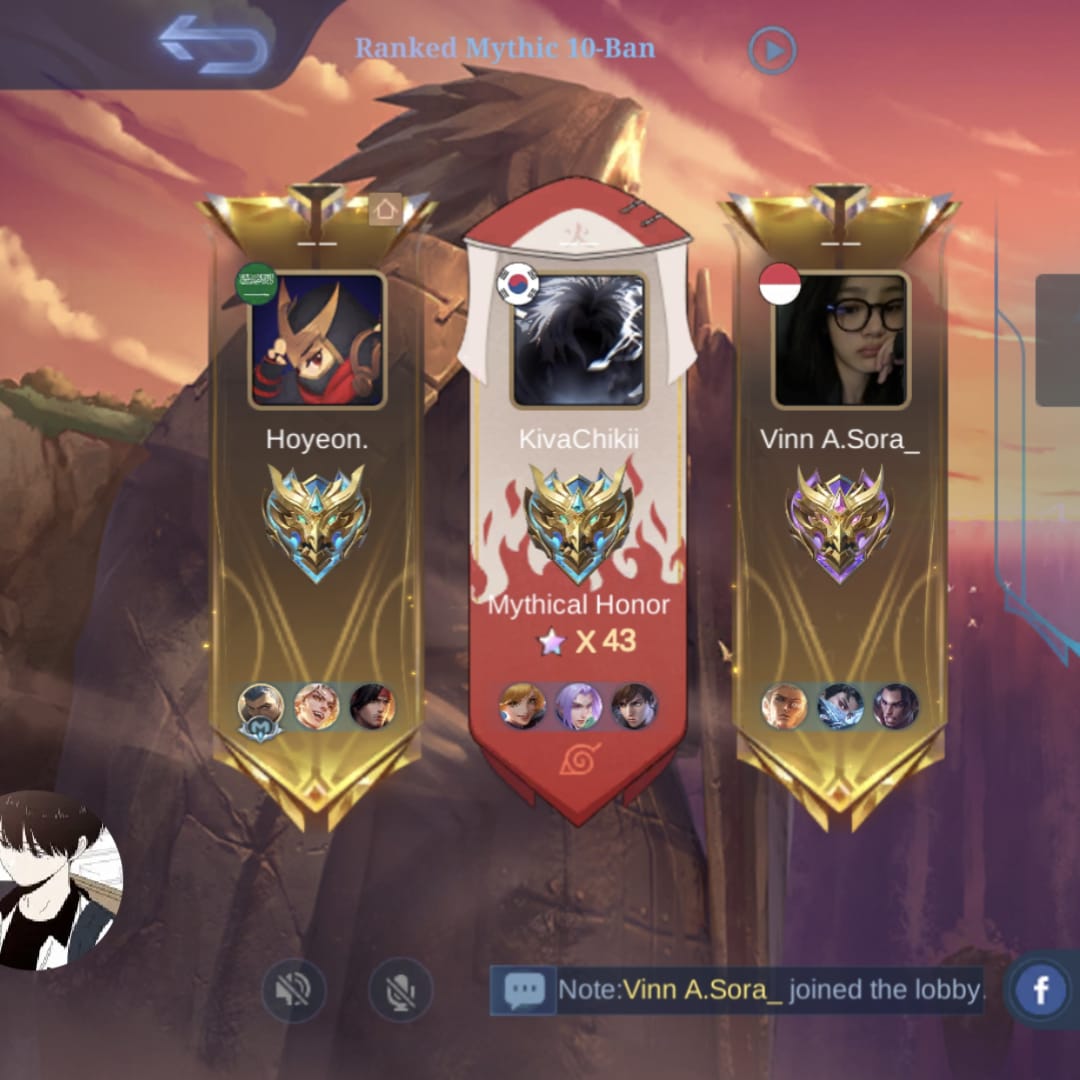 Ranked Mythic 10-Ban
Hoyeon.
KivaChikii
Vinn A.Sora_
Mythical Honor
X 43
Note:Vinn A.Sora_ joined the lobby.
f